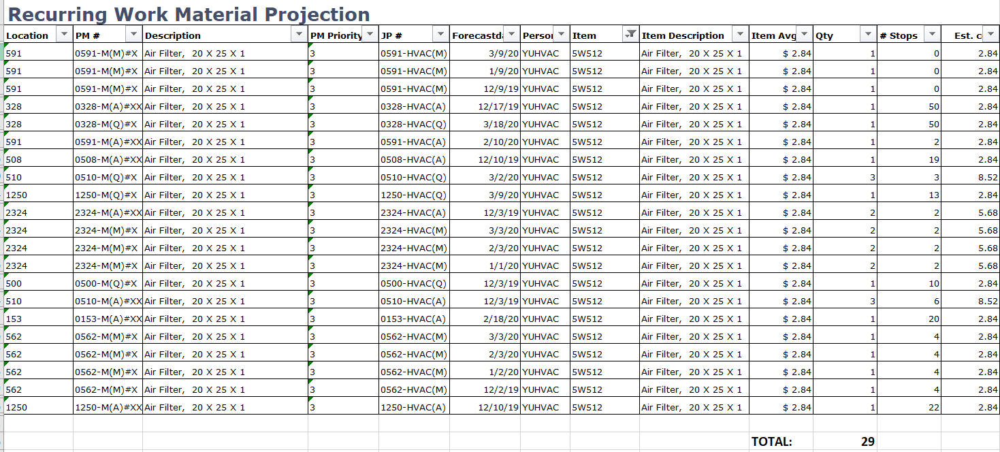 Recurring Work Material Projection
Location PM # Description PM Priority JP # Forecastda Person Item Item Description Item Avg Qty # Stops Est. c
591 0591-M(M)#X Air Filter, 20 X 25 X 1 3 0591-HVAC(M) 3/9/20 YUHVAC 5W512 Air Filter, 20 X 25 X 1 $ 2.84 1 0 2.84
591 0591-M(M)#X Air Filter, 20 X 25 X 1 3 0591-HVAC(M) 1/9/20 YUHVAC 5W512 Air Filter, 20 X 25 X 1 $ 2.84 1 0 2.84
591 0591-M(M)#X Air Filter, 20 X 25 X 1 3 0591-HVAC(M) 12/9/19 YUHVAC 5W512 Air Filter, 20 X 25 X 1 $ 2.84 1 0 2.84
328 0328-M(A)#XX Air Filter, 20 X 25 X 1 3 0328-HVAC(A) 12/17/19 YUHVAC 5W512 Air Filter, 20 X 25 X 1 $ 2.84 1 50 2.84
328 0328-M(Q)#X Air Filter, 20 X 25 X 1 3 0328-HVAC(Q) 3/18/20 YUHVAC 5W512 Air Filter, 20 X 25 X 1 $ 2.84 1 50 2.84
591 0591-M(A)#XX Air Filter, 20 X 25 X 1 3 0591-HVAC(A) 2/10/20 YUHVAC 5W512 Air Filter, 20 X 25 X 1 $ 2.84 1 2 2.84
508 0508-M(A)#XX Air Filter, 20 X 25 X 1 3 0508-HVAC(A) 12/10/19 YUHVAC 5W512 Air Filter, 20 X 25 X 1 $ 2.84 1 19 2.84
510 0510-M(Q)#X Air Filter, 20 X 25 X 1 3 0510-HVAC(Q) 3/2/20 YUHVAC 5W512 Air Filter, 20 X 25 X 1 $ 2.84 3 3 8.52
1250 1250-M(Q)#X Air Filter, 20 X 25 X 1 3 1250-HVAC(Q) 3/9/20 YUHVAC 5W512 Air Filter, 20 X 25 X 1 $ 2.84 1 13 2.84
2324 2324-M(A)#XX Air Filter, 20 X 25 X 1 3 2324-HVAC(A) 12/3/19 YUHVAC 5W512 Air Filter, 20 X 25 X 1 $ 2.84 2 2 5.68
2324 2324-M(M)#X Air Filter, 20 X 25 X 1 3 2324-HVAC(M) 3/3/20 YUHVAC 5W512 Air Filter, 20 X 25 X 1 $ 2.84 2 2 5.68
2324 2324-M(M)#X Air Filter, 20 X 25 X 1 3 2324-HVAC(M) 2/3/20 YUHVAC 5W512 Air Filter, 20 X 25 X 1 $ 2.84 2 2 5.68
2324 2324-M(M)#X Air Filter, 20 X 25 X 1 3 2324-HVAC(M) 1/1/20 YUHVAC 5W512 Air Filter, 20 X 25 X 1 $ 2.84 2 2 5.68
500 0500-M(Q)#X Air Filter, 20 X 25 X 1 3 0500-HVAC(Q) 12/3/19 YUHVAC 5W512 Air Filter, 20 X 25 X 1 $ 2.84 1 10 2.84
510 0510-M(A)#XX Air Filter, 20 X 25 X 1 3 0510-HVAC(A) 12/3/19 YUHVAC 5W512 Air Filter, 20 X 25 X 1 $ 2.84 3 6 8.52
153 0153-M(A)#XX Air Filter, 20 X 25 X 1 3 0153-HVAC(A) 2/18/20 YUHVAC 5W512 Air Filter, 20 X 25 X 1 $ 2.84 1 20 2.84
562 0562-M(M)#X Air Filter, 20 X 25 X 1 3 0562-HVAC(M) 3/3/20 YUHVAC 5W512 Air Filter, 20 X 25 X 1 $ 2.84 1 4 2.84
562 0562-M(M)#X Air Filter, 20 X 25 X 1 3 0562-HVAC(M) 2/3/20 YUHVAC 5W512 Air Filter, 20 X 25 X 1 $ 2.84 1 4 2.84
562 0562-M(M)#X Air Filter, 20 X 25 X 1 3 0562-HVAC(M) 1/2/20 YUHVAC 5W512 Air Filter, 20 X 25 X 1 $ 2.84 1 4 2.84
562 0562-M(M)#X Air Filter, 20 X 25 X 1 3 0562-HVAC(M) 12/2/19 YUHVAC 5W512 Air Filter, 20 X 25 X 1 $ 2.84 1 4 2.84
1250 1250-M(A)#XX Air Filter, 20 X 25 X 1 3 1250-HVAC(A) 12/10/19 YUHVAC 5W512 Air Filter, 20 X 25 X 1 $ 2.84 1 22 2.84
TOTAL: 29